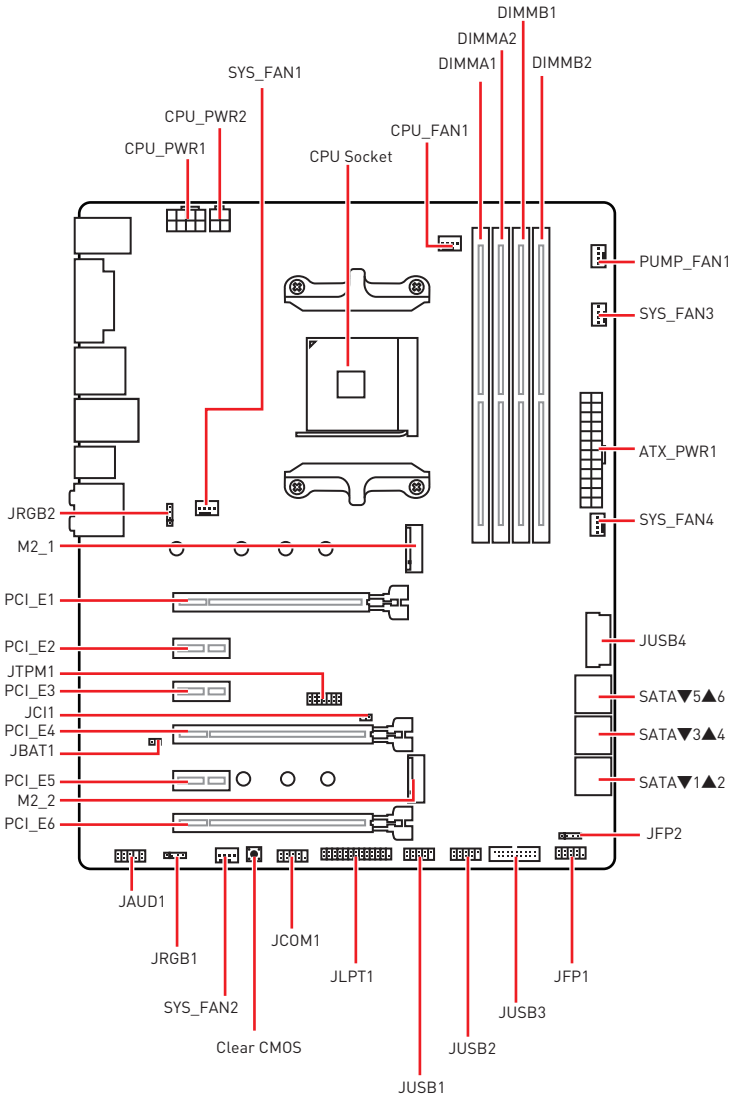 DIMMB1
DIMMA2
DIMMA1
DIMMB2
SYS_FAN1
CPU_PWR2
CPU_FAN1
CPU_PWR1
CPU Socket
PUMP_FAN1
SYS_FAN3
ATX_PWR1
JRGB2
SYS_FAN4
M2_1
PCI_E1
PCI_E2
JUSB4
JTPM1
PCI_E3
SATA▼5▲6
JCI1
PCI_E4
SATA▼3▲4
JBAT1
PCI_E5
SATA▼1▲2
M2_2
PCI_E6
JFP2
JAUD1
JCOM1
JRGB1
JLPT1
JFP1
SYS_FAN2
JUSB3
Clear CMOS
JUSB2
JUSB1